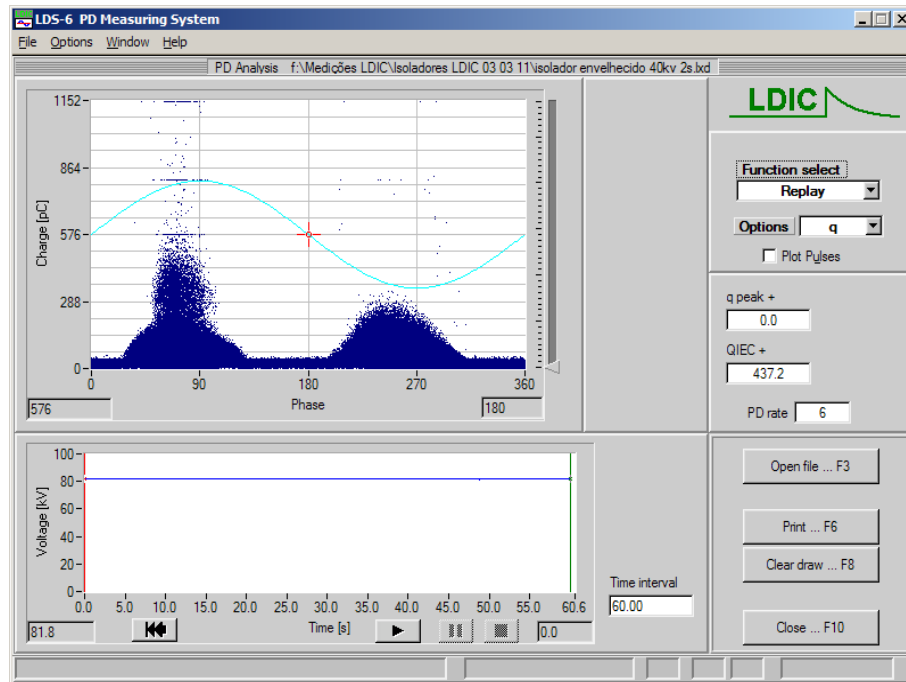 LDS-6 PD Measuring System
File Options Window Help
PD Analysis f:\Medições LDIC\Isoladores LDIC 03 03 11\isolador envelhecido 40kv 2s.lxd
1152
864
576
288
0
Charge [pC]
0 90 180 270 360
576 Phase 180
LDIC
Function select
Replay
Options q
Plot Pulses
q peak +
0.0
QIEC +
437.2
PD rate 6
100
80
60
40
20
0
Voltage [kV]
0.0 5.0 10.0 15.0 20.0 25.0 30.0 35.0 40.0 45.0 50.0 55.0 60.6
81.8 Time [s] 0.0
Time interval
60.00
Open file ... F3
Print ... F6
Clear draw ... F8
Close ... F10